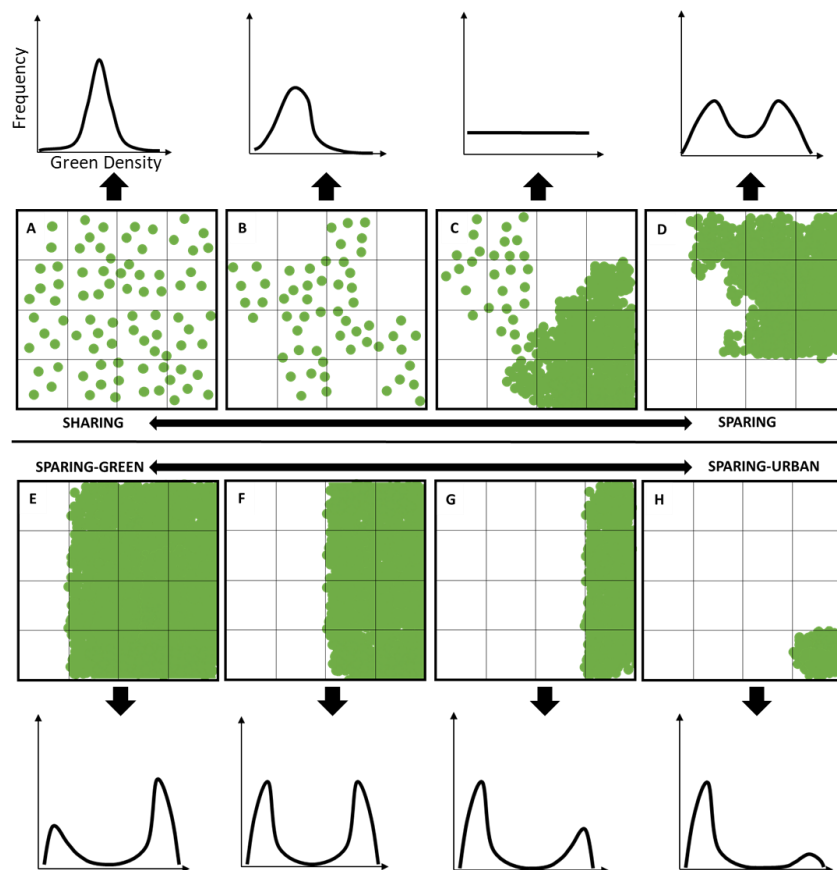 Frequency
Green Density
A
B
C
D
SHARING
SPARING
SPARING-GREEN
SPARING-URBAN
E
F
G
H